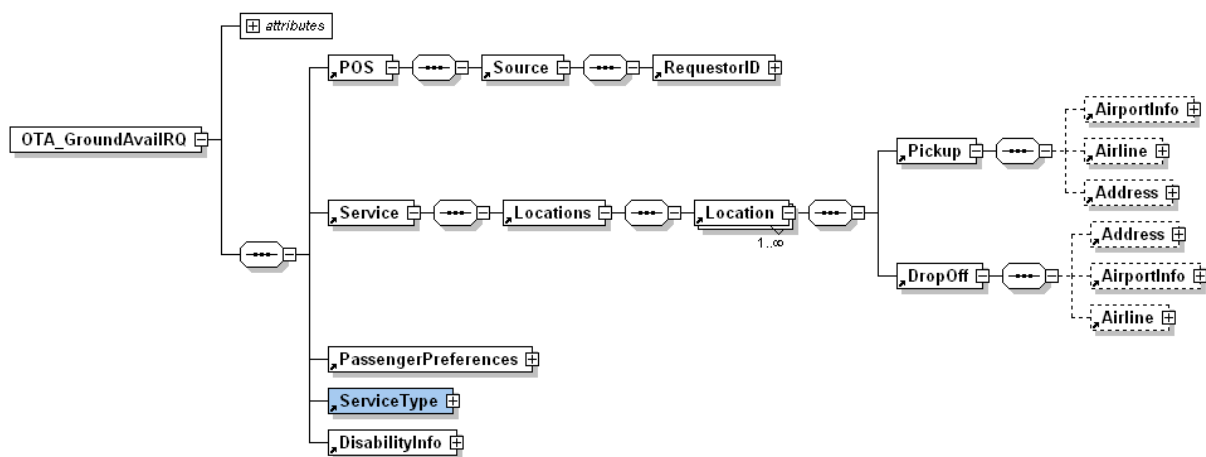 attributes
POS
Source
RequestorID
OTA_GroundAvailRQ
AirportInfo
Pickup
Airline
Address
Service
Locations
Location
1..∞
Address
DropOff
AirportInfo
Airline
PassengerPreferences
ServiceType
DisabilityInfo